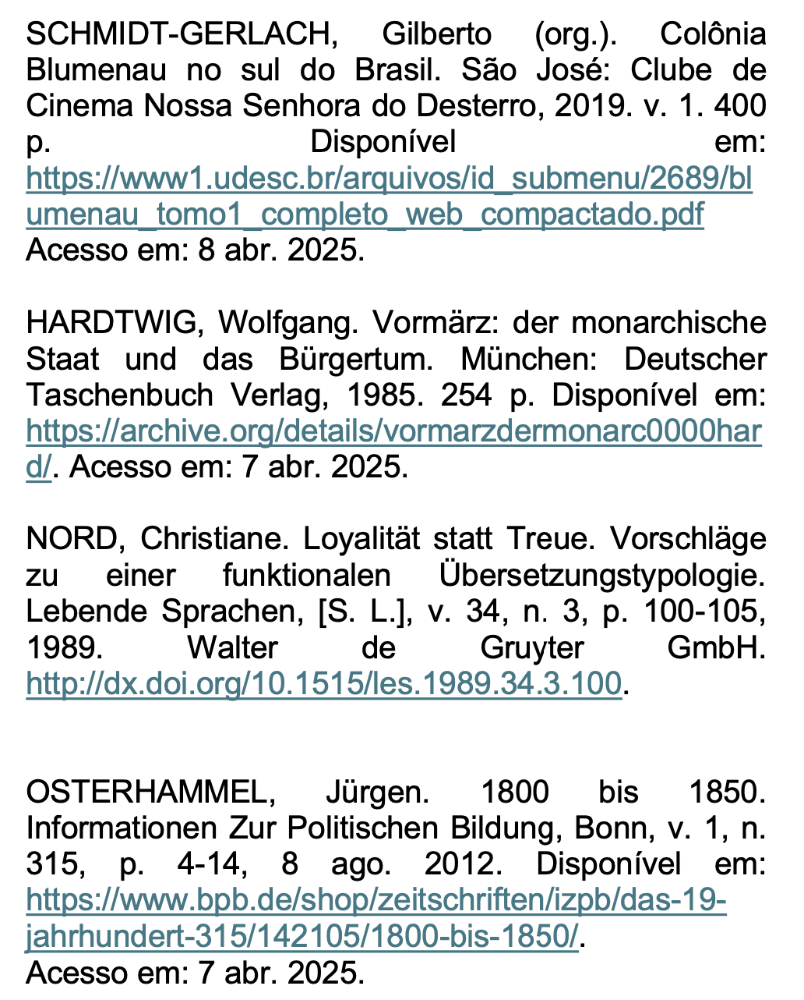 SCHMIDT-GERLACH, Gilberto (org.). Colônia
Blumenau no sul do Brasil. São José: Clube de
Cinema Nossa Senhora do Desterro, 2019. v. 1. 400
p. Disponível em:
https://www1.udesc.br/arquivos/id_submenu/2689/bl
umenau_tomo1_completo_web_compactado.pdf
Acesso em: 8 abr. 2025.
HARDTWIG, Wolfgang. Vormärz: der monarchische
Staat und das Bürgertum. München: Deutscher
Taschenbuch Verlag, 1985. 254 p. Disponível em:
https://archive.org/details/vormarzdermonarc0000har
d/. Acesso em: 7 abr. 2025.
NORD, Christiane. Loyalität statt Treue. Vorschläge
zu einer funktionalen Übersetzungstypologie.
Lebende Sprachen, [S. L.], v. 34, n. 3, p. 100-105,
1989. Walter de Gruyter GmbH.
http://dx.doi.org/10.1515/les.1989.34.3.100.
OSTERHAMMEL, Jürgen. 1800 bis 1850.
Informationen Zur Politischen Bildung, Bonn, v. 1, n.
315, p. 4-14, 8 ago. 2012. Disponível em:
https://www.bpb.de/shop/zeitschriften/izpb/das-19-
jahrhundert-315/142105/1800-bis-1850/.
Acesso em: 7 abr. 2025.